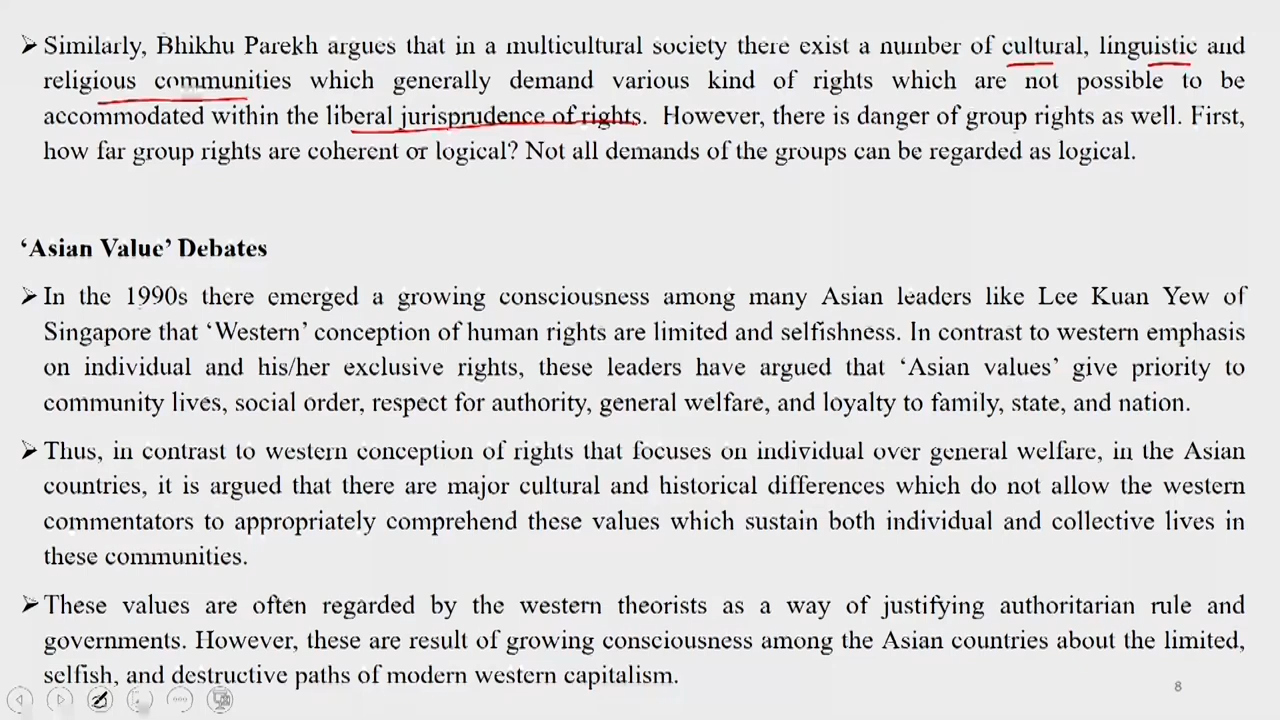 ➢ Similarly, Bhikhu Parekh argues that in a multicultural society there exist a number of cultural, linguistic and
religious communities which generally demand various kind of rights which are not possible to be
accommodated within the liberal jurisprudence of rights. However, there is danger of group rights as well. First,
how far group rights are coherent or logical? Not all demands of the groups can be regarded as logical.
‘Asian Value’ Debates
➢ In the 1990s there emerged a growing consciousness among many Asian leaders like Lee Kuan Yew of
Singapore that ‘Western’ conception of human rights are limited and selfishness. In contrast to western emphasis
on individual and his/her exclusive rights, these leaders have argued that ‘Asian values’ give priority to
community lives, social order, respect for authority, general welfare, and loyalty to family, state, and nation.
➢ Thus, in contrast to western conception of rights that focuses on individual over general welfare, in the Asian
countries, it is argued that there are major cultural and historical differences which do not allow the western
commentators to appropriately comprehend these values which sustain both individual and collective lives in
these communities.
➢ These values are often regarded by the western theorists as a way of justifying authoritarian rule and
governments. However, these are result of growing consciousness among the Asian countries about the limited,
selfish, and destructive paths of modern western capitalism.
8